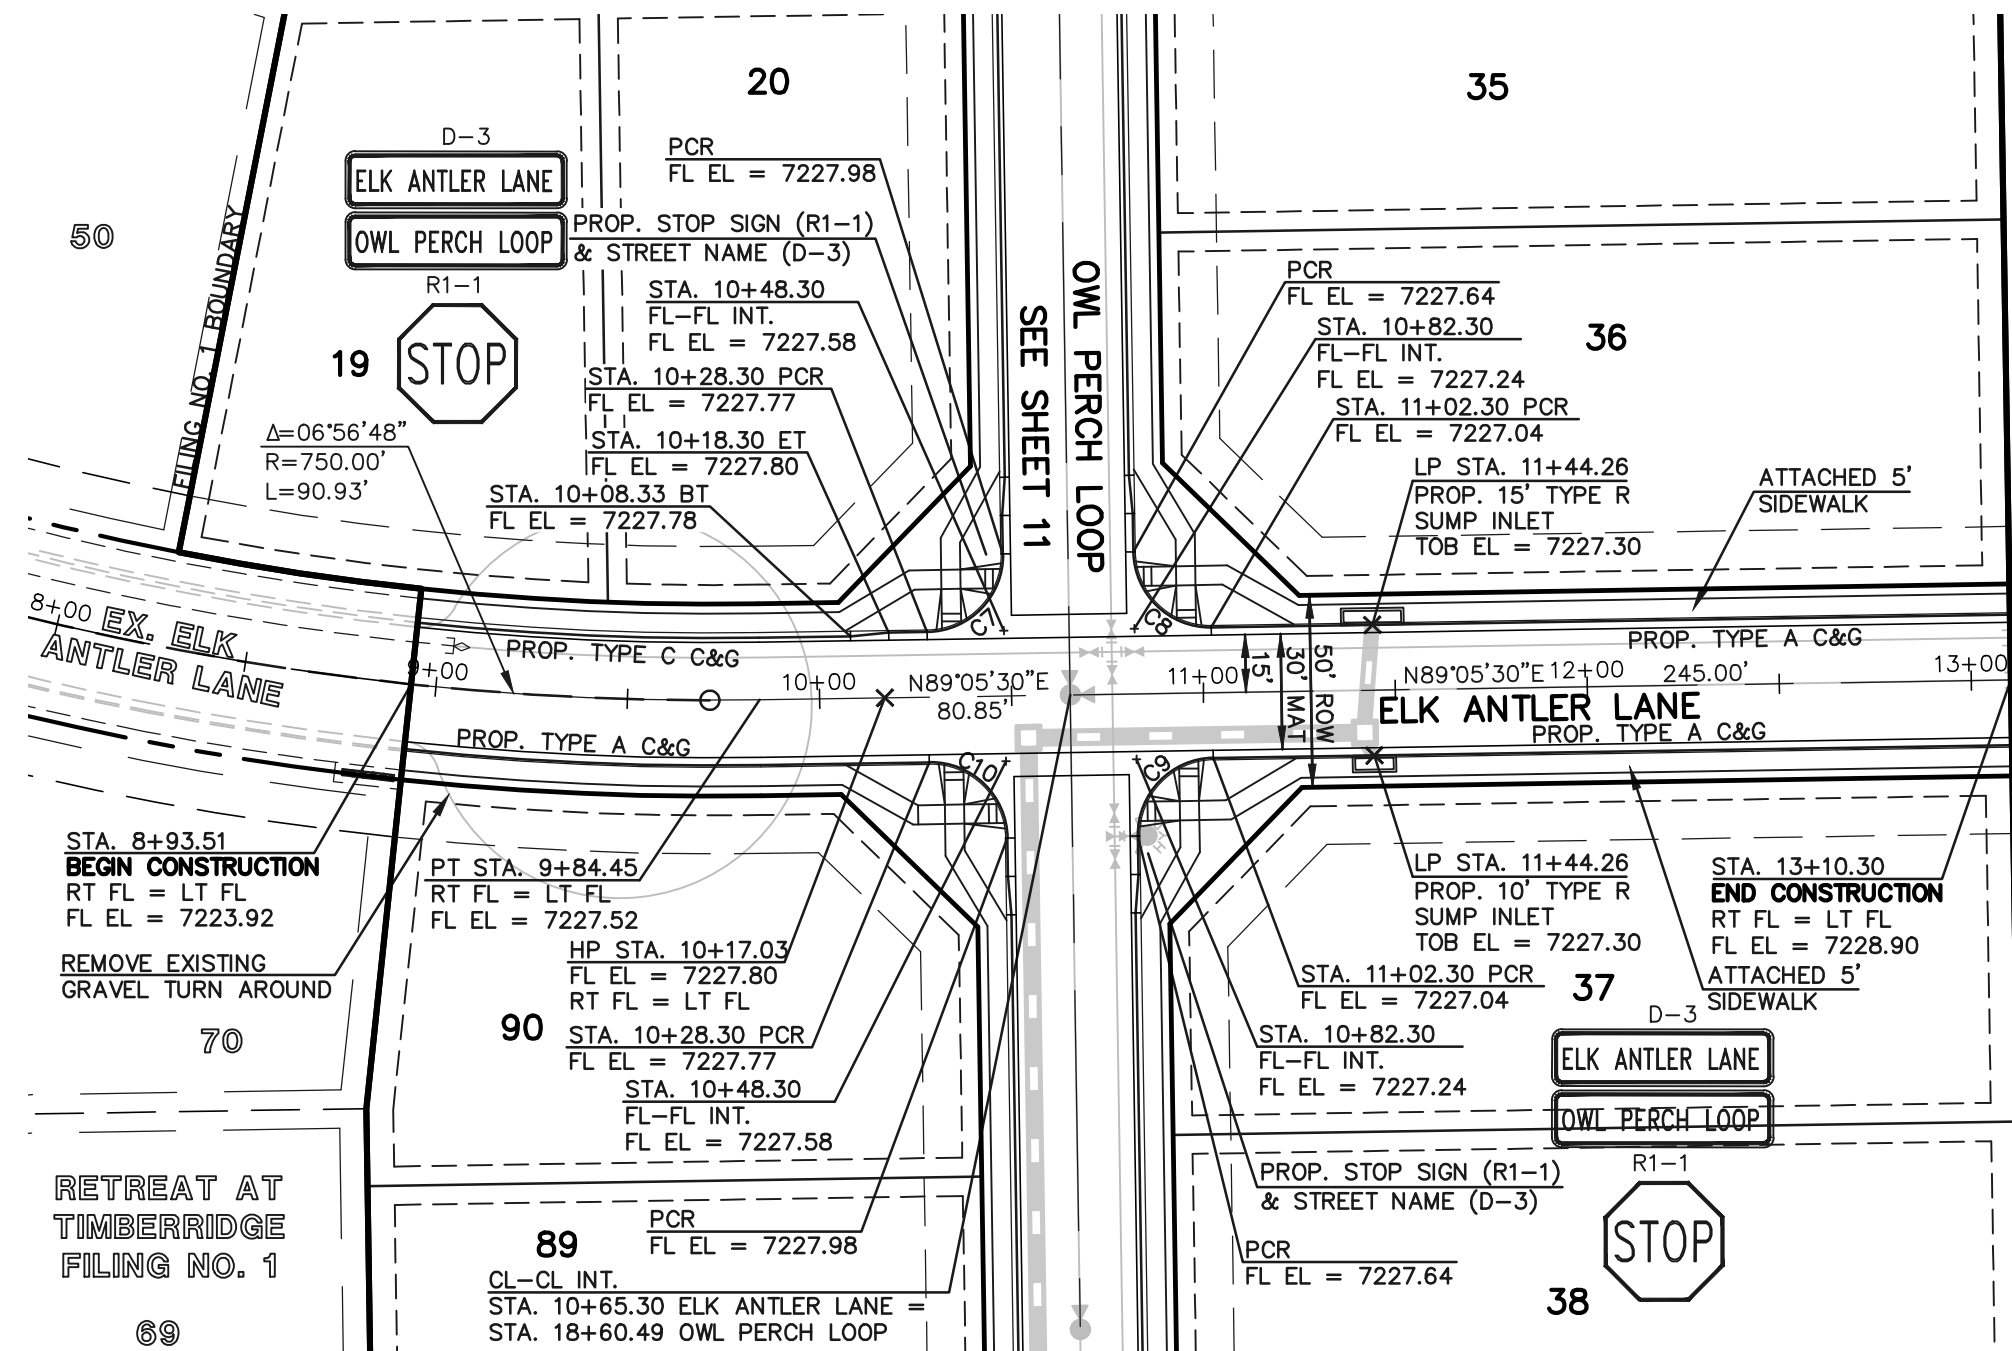 20
35
D-3
ELK ANTLER LANE
OWL PERCH LOOP
R1-1
STOP
19
50
FILING NO. 1 BOUNDARY
PCR
FL EL = 7227.98
PROP. STOP SIGN (R1-1)
& STREET NAME (D-3)
STA. 10+48.30
FL-FL INT.
FL EL = 7227.58
STA. 10+28.30 PCR
FL EL = 7227.77
STA. 10+18.30 ET
FL EL = 7227.80
STA. 10+08.33 BT
FL EL = 7227.78
Δ=06°56'48"
R=750.00'
L=90.93'
OWL PERCH LOOP
SEE SHEET 11
PCR
FL EL = 7227.64
STA. 10+82.30
FL-FL INT.
FL EL = 7227.24
STA. 11+02.30 PCR
FL EL = 7227.04
36
LP STA. 11+44.26
PROP. 15' TYPE R
SUMP INLET
TOB EL = 7227.30
ATTACHED 5'
SIDEWALK
8+00
EX. ELK
ANTLER LANE
9+00
PROP. TYPE C C&G
C7
C8
10+00
N89°05'30"E
80.85'
11+00
15'
30' MAT
50' ROW
N89°05'30"E
12+00
245.00'
13+00
PROP. TYPE A C&G
ELK ANTLER LANE
PROP. TYPE A C&G
PROP. TYPE A C&G
C10
C9
STA. 8+93.51
BEGIN CONSTRUCTION
RT FL = LT FL
FL EL = 7223.92
REMOVE EXISTING
GRAVEL TURN AROUND
70
PT STA. 9+84.45
RT FL = LT FL
FL EL = 7227.52
HP STA. 10+17.03
FL EL = 7227.80
RT FL = LT FL
90
STA. 10+28.30 PCR
FL EL = 7227.77
STA. 10+48.30
FL-FL INT.
FL EL = 7227.58
LP STA. 11+44.26
PROP. 10' TYPE R
SUMP INLET
TOB EL = 7227.30
STA. 13+10.30
END CONSTRUCTION
RT FL = LT FL
FL EL = 7228.90
ATTACHED 5'
SIDEWALK
STA. 11+02.30 PCR
FL EL = 7227.04
37
STA. 10+82.30
FL-FL INT.
FL EL = 7227.24
D-3
ELK ANTLER LANE
OWL PERCH LOOP
R1-1
STOP
PROP. STOP SIGN (R1-1)
& STREET NAME (D-3)
PCR
FL EL = 7227.64
38
RETREAT AT
TIMBERRIDGE
FILING NO. 1
69
89
PCR
FL EL = 7227.98
CL-CL INT.
STA. 10+65.30 ELK ANTLER LANE =
STA. 18+60.49 OWL PERCH LOOP